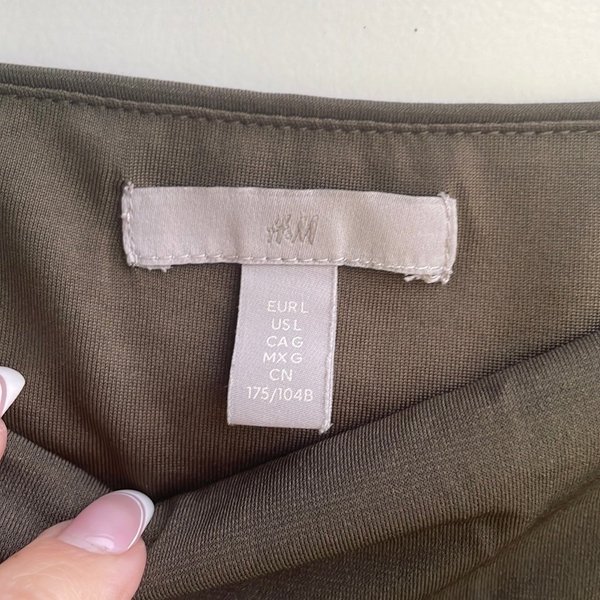 H&M
EUR L
US L
CA G
MX G
CN
175/104B